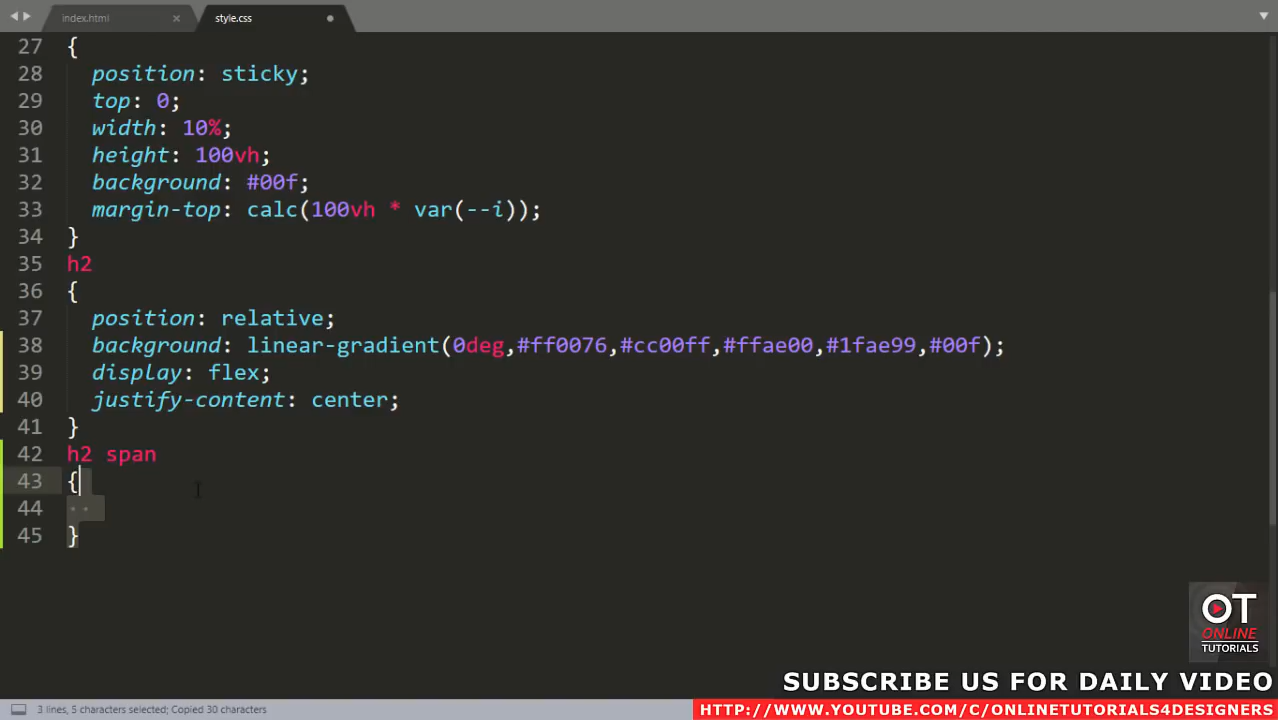 index.html × style.css
27 {
28 position: sticky;
29 top: 0;
30 width: 10%;
31 height: 100vh;
32 background: #00f;
33 margin-top: calc(100vh * var(--i));
34 }
35 h2
36 {
37 position: relative;
38 background: linear-gradient(0deg,#ff0076,#cc00ff,#ffae00,#1fae99,#00f);
39 display: flex;
40 justify-content: center;
41 }
42 h2 span
43 {
44
45 }
OT
ONLINE
TUTORIALS
SUBSCRIBE US FOR DAILY VIDEO
3 lines, 5 characters selected; Copied 30 characters
HTTP://WWW.YOUTUBE.COM/C/ONLINETUTORIALS4DESIGNERS